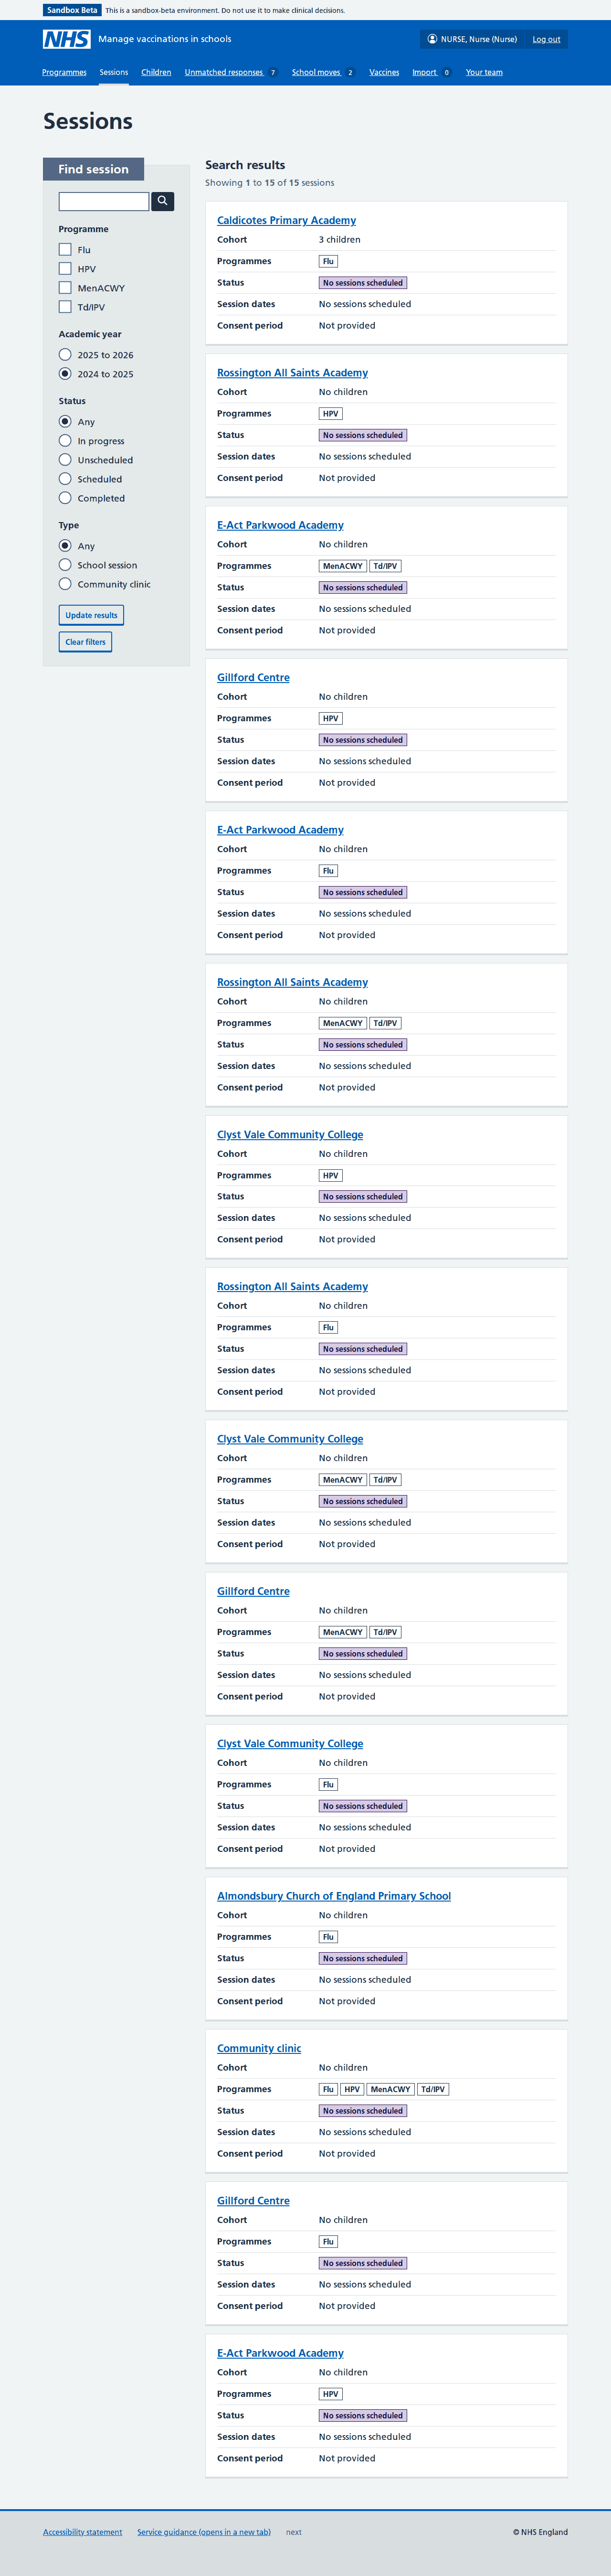 Sandbox Beta This is a sandbox-beta environment. Do not use it to make clinical decisions.
NHS Manage vaccinations in schools NURSE, Nurse (Nurse) Log out
Programmes Sessions Children Unmatched responses 7 School moves 2 Vaccines Import 0 Your team
Sessions
Find session
Programme
Flu
HPV
MenACWY
Td/IPV
Academic year
2025 to 2026
2024 to 2025
Status
Any
In progress
Unscheduled
Scheduled
Completed
Type
Any
School session
Community clinic
Update results
Clear filters
Search results
Showing 1 to 15 of 15 sessions
Caldicotes Primary Academy
Cohort 3 children
Programmes Flu
Status No sessions scheduled
Session dates No sessions scheduled
Consent period Not provided
Rossington All Saints Academy
Cohort No children
Programmes HPV
Status No sessions scheduled
Session dates No sessions scheduled
Consent period Not provided
E-Act Parkwood Academy
Cohort No children
Programmes MenACWY Td/IPV
Status No sessions scheduled
Session dates No sessions scheduled
Consent period Not provided
Gillford Centre
Cohort No children
Programmes HPV
Status No sessions scheduled
Session dates No sessions scheduled
Consent period Not provided
E-Act Parkwood Academy
Cohort No children
Programmes Flu
Status No sessions scheduled
Session dates No sessions scheduled
Consent period Not provided
Rossington All Saints Academy
Cohort No children
Programmes MenACWY Td/IPV
Status No sessions scheduled
Session dates No sessions scheduled
Consent period Not provided
Clyst Vale Community College
Cohort No children
Programmes HPV
Status No sessions scheduled
Session dates No sessions scheduled
Consent period Not provided
Rossington All Saints Academy
Cohort No children
Programmes Flu
Status No sessions scheduled
Session dates No sessions scheduled
Consent period Not provided
Clyst Vale Community College
Cohort No children
Programmes MenACWY Td/IPV
Status No sessions scheduled
Session dates No sessions scheduled
Consent period Not provided
Gillford Centre
Cohort No children
Programmes MenACWY Td/IPV
Status No sessions scheduled
Session dates No sessions scheduled
Consent period Not provided
Clyst Vale Community College
Cohort No children
Programmes Flu
Status No sessions scheduled
Session dates No sessions scheduled
Consent period Not provided
Almondsbury Church of England Primary School
Cohort No children
Programmes Flu
Status No sessions scheduled
Session dates No sessions scheduled
Consent period Not provided
Community clinic
Cohort No children
Programmes Flu HPV MenACWY Td/IPV
Status No sessions scheduled
Session dates No sessions scheduled
Consent period Not provided
Gillford Centre
Cohort No children
Programmes Flu
Status No sessions scheduled
Session dates No sessions scheduled
Consent period Not provided
E-Act Parkwood Academy
Cohort No children
Programmes HPV
Status No sessions scheduled
Session dates No sessions scheduled
Consent period Not provided
Accessibility statement Service guidance (opens in a new tab) next © NHS England